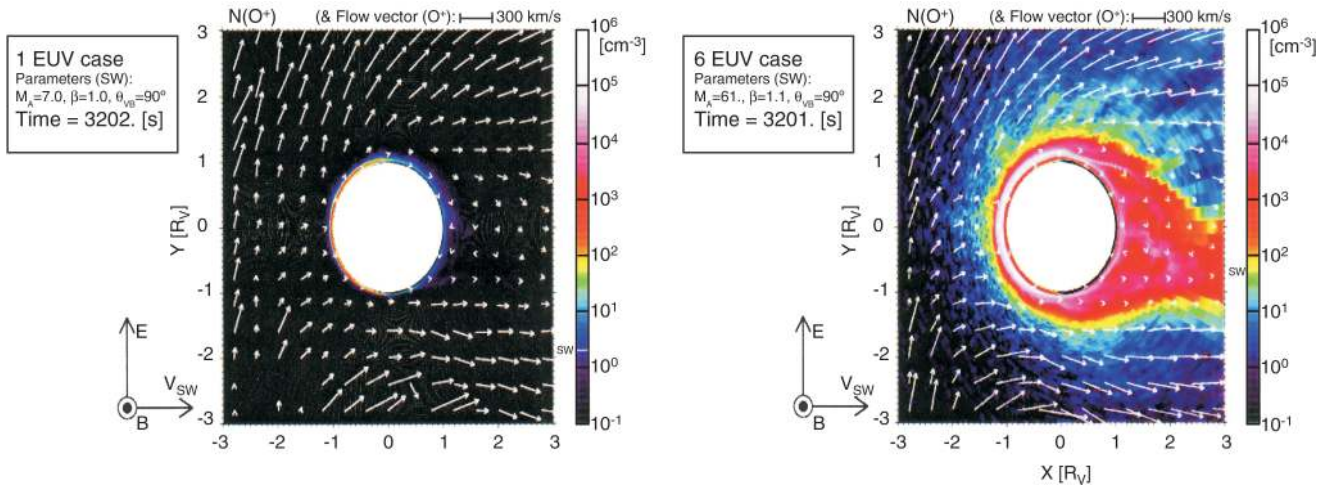 N(O⁺) (& Flow vector (O⁺): 300 km/s
1 EUV case
Parameters (SW):
M_A=7.0, β=1.0, θ_VB=90º
Time = 3202. [s]
Y [R_V]
3
2
1
0
-1
-2
-3
-3 -2 -1 0 1 2 3
10⁶
[cm⁻³]
10⁵
10⁴
10³
10²
10¹
SW
10⁰
10⁻¹
E
V_SW
B
N(O⁺) (& Flow vector (O⁺): 300 km/s
6 EUV case
Parameters (SW):
M_A=61., β=1.1, θ_VB=90º
Time = 3201. [s]
Y [R_V]
3
2
1
0
-1
-2
-3
-3 -2 -1 0 1 2 3
X [R_V]
10⁶
[cm⁻³]
10⁵
10⁴
10³
10²
SW
10¹
10⁰
10⁻¹
E
V_SW
B